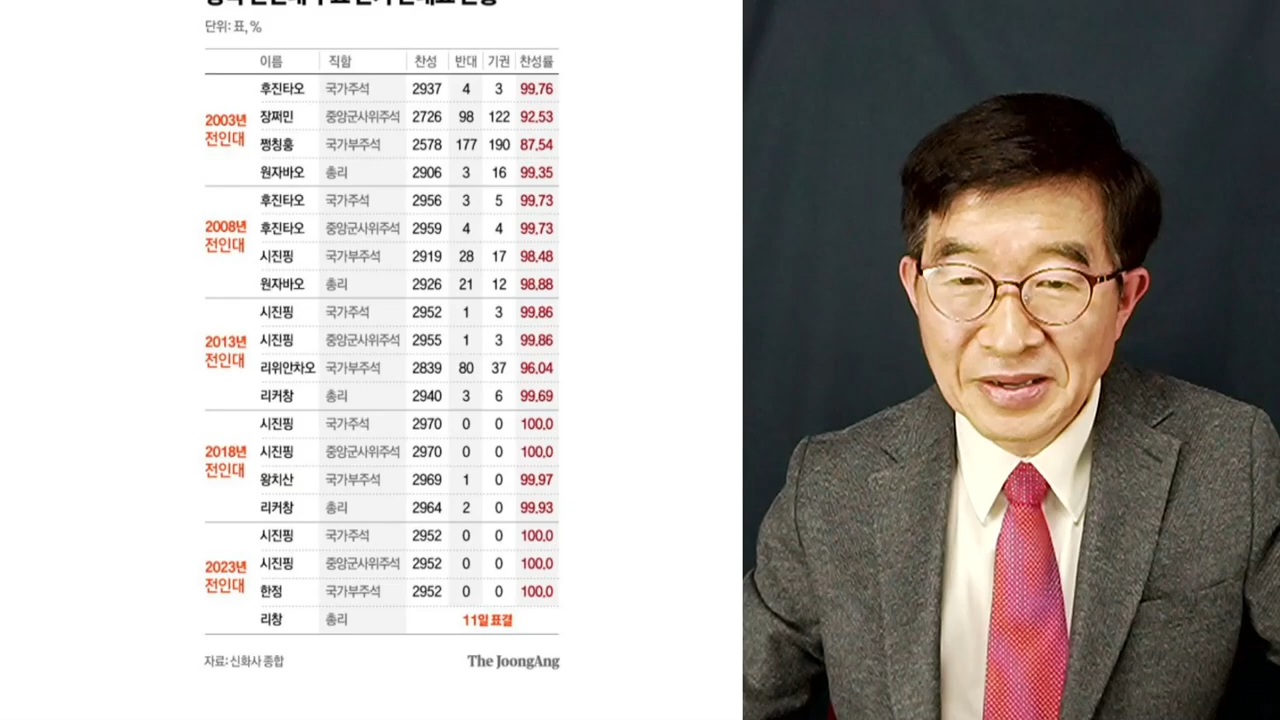 단위: 표, %
이름 직함 찬성 반대 기권 찬성률
2003년 전인대
후진타오 국가주석 2937 4 3 99.76
장쩌민 중앙군사위주석 2726 98 122 92.53
쩡칭훙 국가부주석 2578 177 190 87.54
원자바오 총리 2906 3 16 99.35
2008년 전인대
후진타오 국가주석 2956 3 5 99.73
후진타오 중앙군사위주석 2959 4 4 99.73
시진핑 국가부주석 2919 28 17 98.48
원자바오 총리 2926 21 12 98.88
2013년 전인대
시진핑 국가주석 2952 1 3 99.86
시진핑 중앙군사위주석 2955 1 3 99.86
리위안차오 국가부주석 2839 80 37 96.04
리커창 총리 2940 3 6 99.69
2018년 전인대
시진핑 국가주석 2970 0 0 100.0
시진핑 중앙군사위주석 2970 0 0 100.0
왕치산 국가부주석 2969 1 0 99.97
리커창 총리 2964 2 0 99.93
2023년 전인대
시진핑 국가주석 2952 0 0 100.0
시진핑 중앙군사위주석 2952 0 0 100.0
한정 국가부주석 2952 0 0 100.0
리창 총리 11일 표결
자료: 신화사 종합
The JoongAng